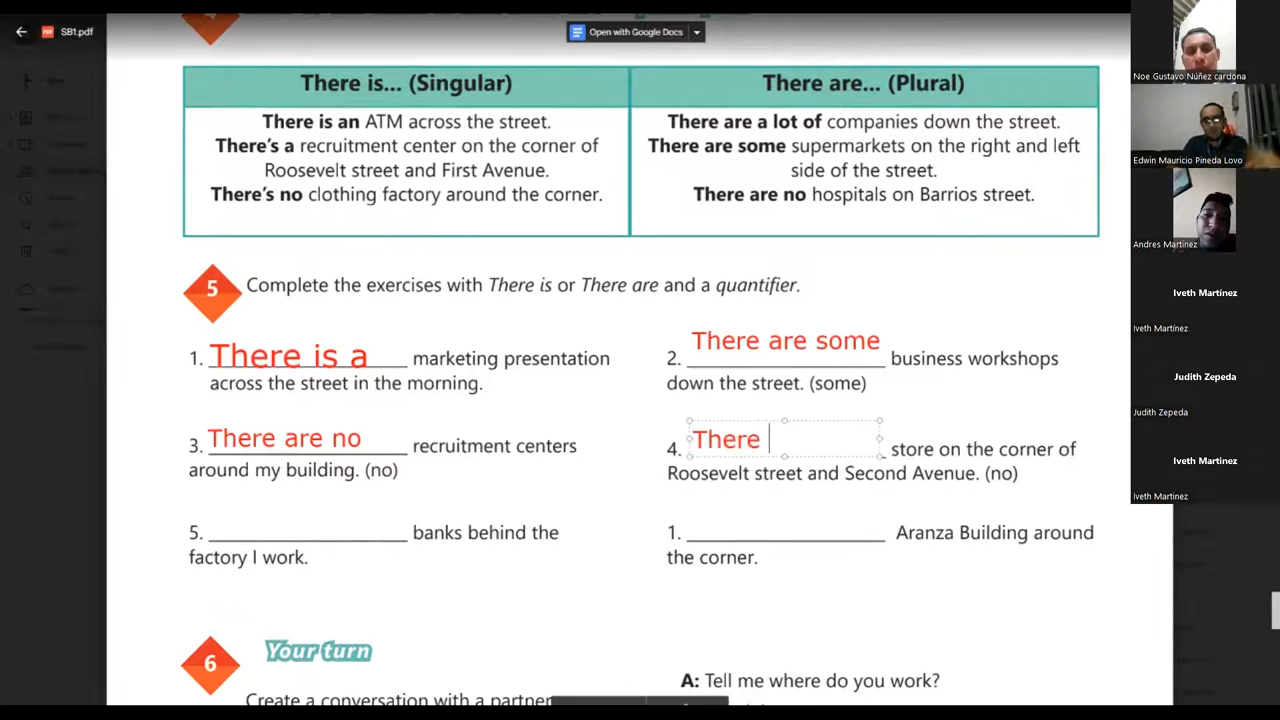 SB1.pdf
Open with Google Docs
There is... (Singular)
There is an ATM across the street.
There's a recruitment center on the corner of
Roosevelt street and First Avenue.
There's no clothing factory around the corner.
There are... (Plural)
There are a lot of companies down the street.
There are some supermarkets on the right and left
side of the street.
There are no hospitals on Barrios street.
5 Complete the exercises with There is or There are and a quantifier.
1. There is a marketing presentation
across the street in the morning.
2. There are some business workshops
down the street. (some)
3. There are no recruitment centers
around my building. (no)
4. There store on the corner of
Roosevelt street and Second Avenue. (no)
5. ____________________ banks behind the
factory I work.
1. ____________________ Aranza Building around
the corner.
6 Your turn
Create a conversation with a partner
A: Tell me where do you work?
Noe Gustavo Núñez cardona
Edwin Mauricio Pineda Lovo
Andres Martinez
Iveth Martínez
Iveth Martínez
Judith Zepeda
Judith Zepeda
Iveth Martinez
Iveth Martinez